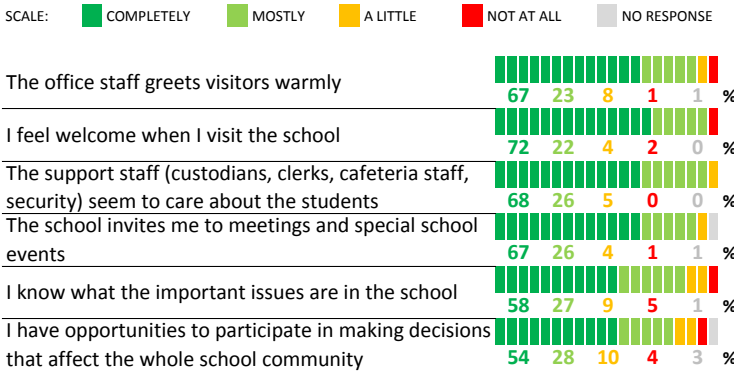 SCALE: COMPLETELY MOSTLY A LITTLE NOT AT ALL NO RESPONSE
The office staff greets visitors warmly
67 23 8 1 1 %
I feel welcome when I visit the school
72 22 4 2 0 %
The support staff (custodians, clerks, cafeteria staff,
security) seem to care about the students
68 26 5 0 0 %
The school invites me to meetings and special school
events
67 26 4 1 1 %
I know what the important issues are in the school
58 27 9 5 1 %
I have opportunities to participate in making decisions
that affect the whole school community
54 28 10 4 3 %